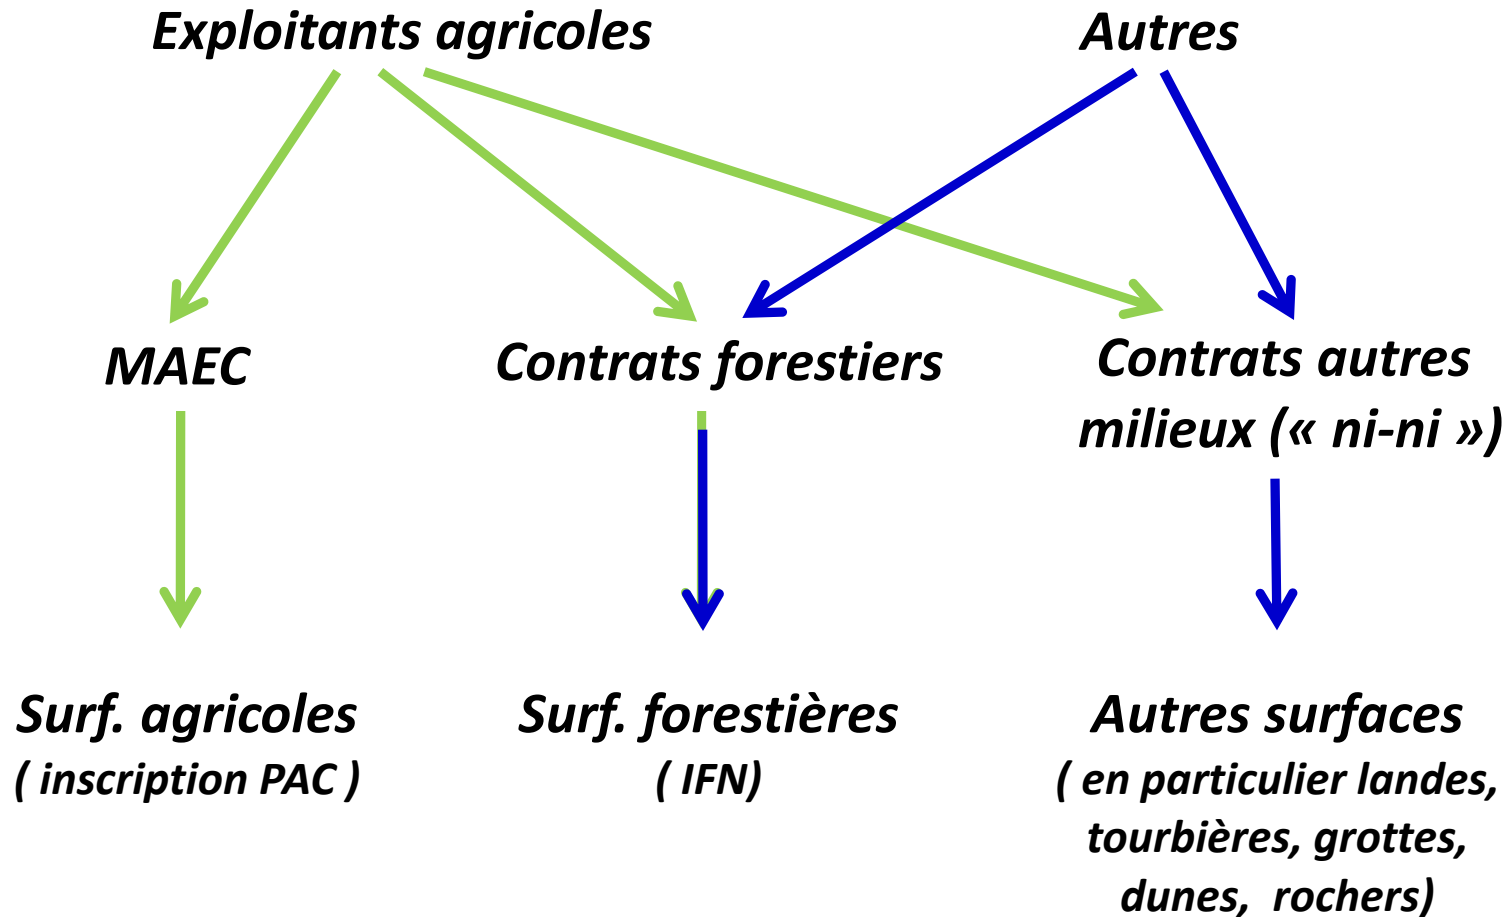 Exploitants agricoles
Autres
MAEC
Contrats forestiers
Contrats autres
milieux (« ni-ni »)
Surf. agricoles
( inscription PAC )
Surf. forestières
( IFN)
Autres surfaces
( en particulier landes,
tourbières, grottes,
dunes, rochers)